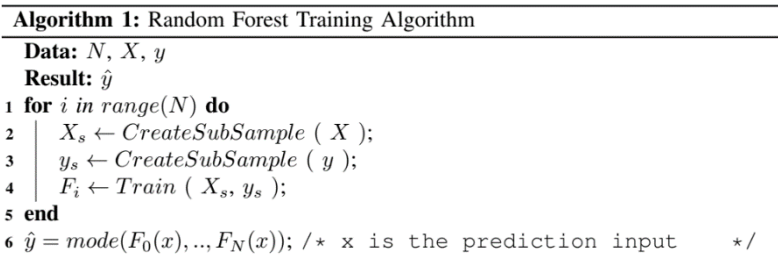 Algorithm 1: Random Forest Training Algorithm
Data: N, X, y
Result: ŷ
1 for i in range(N) do
2 X_s ← CreateSubSample ( X );
3 y_s ← CreateSubSample ( y );
4 F_i ← Train ( X_s, y_s );
5 end
6 ŷ = mode(F_0(x),..,F_N(x)); /* x is the prediction input */